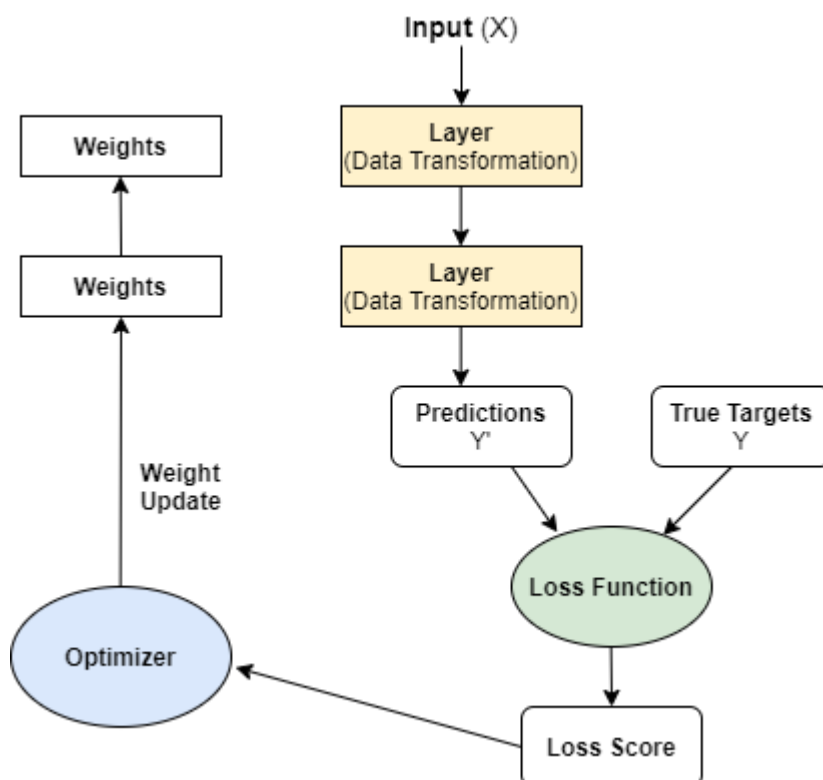 Input (X)
Weights
Layer
(Data Transformation)
Weights
Layer
(Data Transformation)
Predictions
Y'
True Targets
Y
Weight
Update
Loss Function
Optimizer
Loss Score